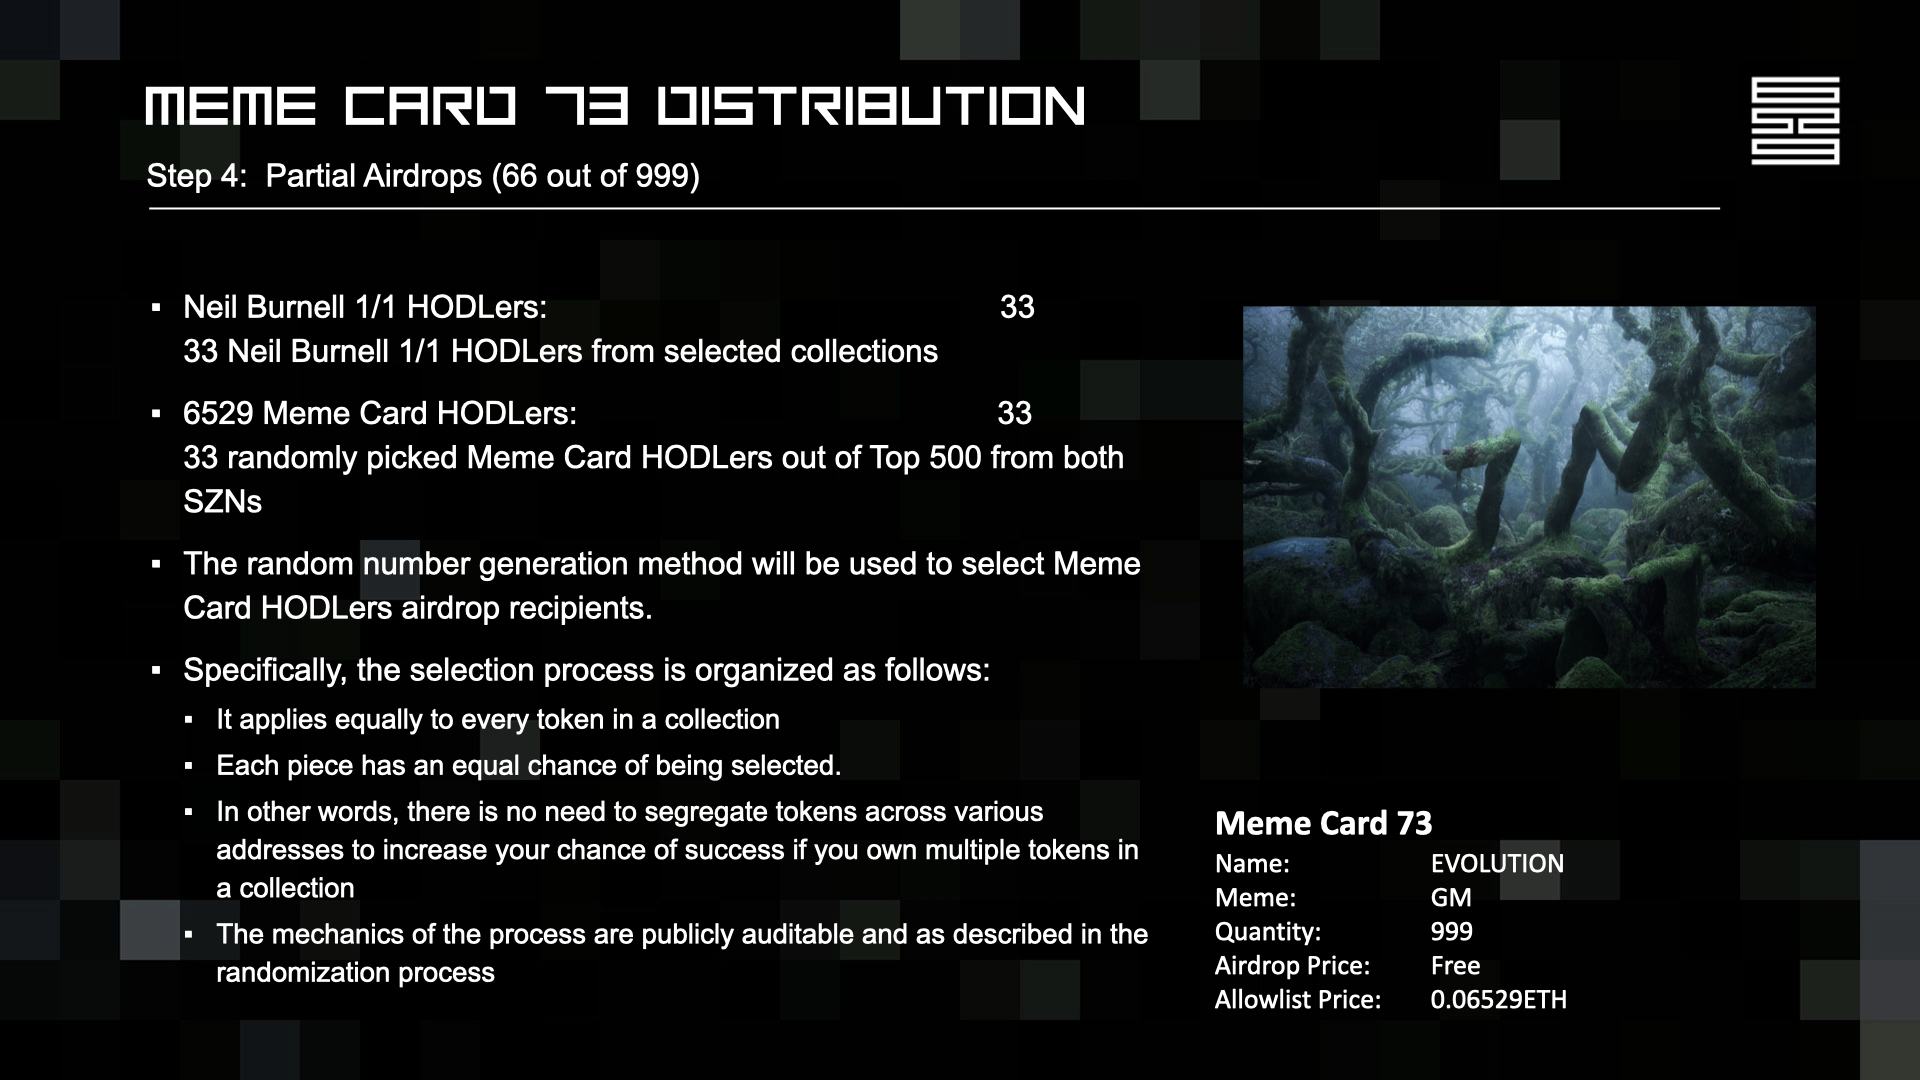 MEME CARD 73 DISTRIBUTION
Step 4: Partial Airdrops (66 out of 999)
▪ Neil Burnell 1/1 HODLers: 33
33 Neil Burnell 1/1 HODLers from selected collections
▪ 6529 Meme Card HODLers: 33
33 randomly picked Meme Card HODLers out of Top 500 from both
SZNs
▪ The random number generation method will be used to select Meme
Card HODLers airdrop recipients.
▪ Specifically, the selection process is organized as follows:
▪ It applies equally to every token in a collection
▪ Each piece has an equal chance of being selected.
▪ In other words, there is no need to segregate tokens across various
addresses to increase your chance of success if you own multiple tokens in
a collection
▪ The mechanics of the process are publicly auditable and as described in the
randomization process
GM
Meme Card 73
Name: EVOLUTION
Meme: GM
Quantity: 999
Airdrop Price: Free
Allowlist Price: 0.06529ETH